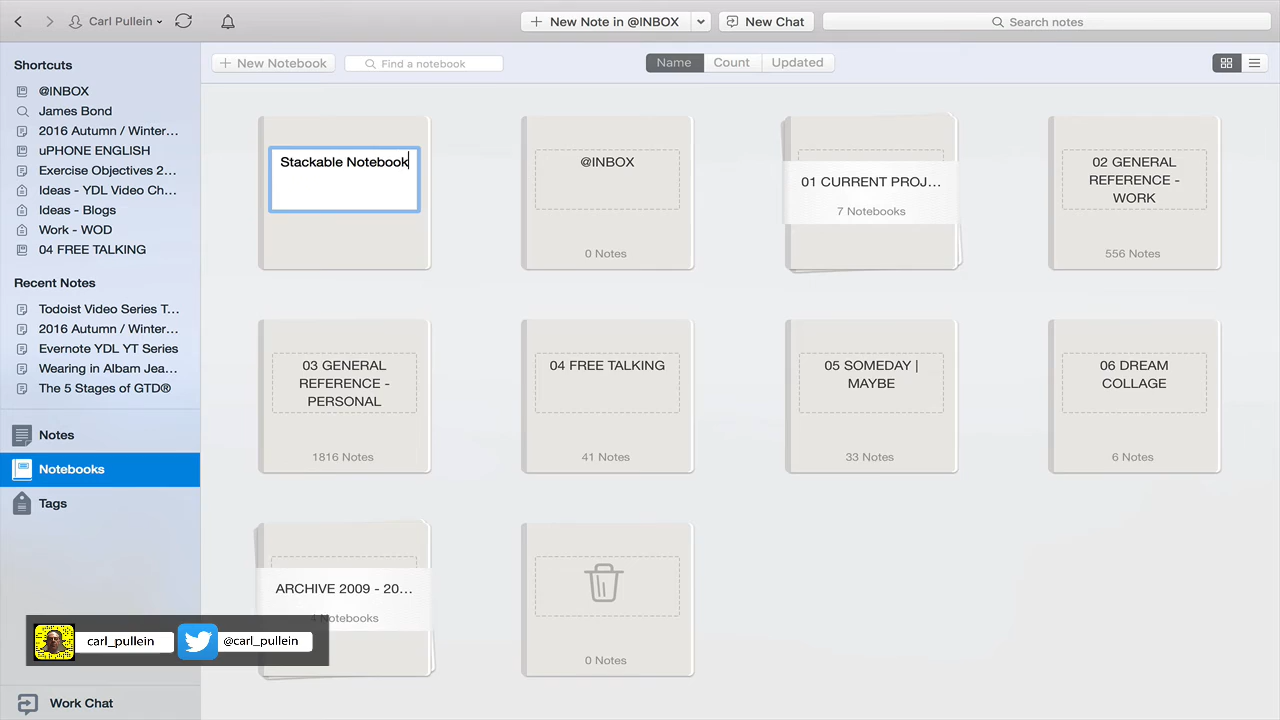 Carl Pullein
New Note in @INBOX
New Chat
Search notes
Shortcuts
@INBOX
James Bond
2016 Autumn / Winter...
uPHONE ENGLISH
Exercise Objectives 2...
Ideas - YDL Video Ch...
Ideas - Blogs
Work - WOD
04 FREE TALKING
Recent Notes
Todoist Video Series T...
2016 Autumn / Winter...
Evernote YDL YT Series
Wearing in Albam Jea...
The 5 Stages of GTD®
Notes
Notebooks
Tags
Work Chat
New Notebook
Find a notebook
Name
Count
Updated
Stackable Notebook
@INBOX
0 Notes
01 CURRENT PROJ...
7 Notebooks
02 GENERAL
REFERENCE -
WORK
556 Notes
03 GENERAL
REFERENCE -
PERSONAL
1816 Notes
04 FREE TALKING
41 Notes
05 SOMEDAY |
MAYBE
33 Notes
06 DREAM
COLLAGE
6 Notes
ARCHIVE 2009 - 20...
4 Notebooks
0 Notes
carl_pullein
@carl_pullein